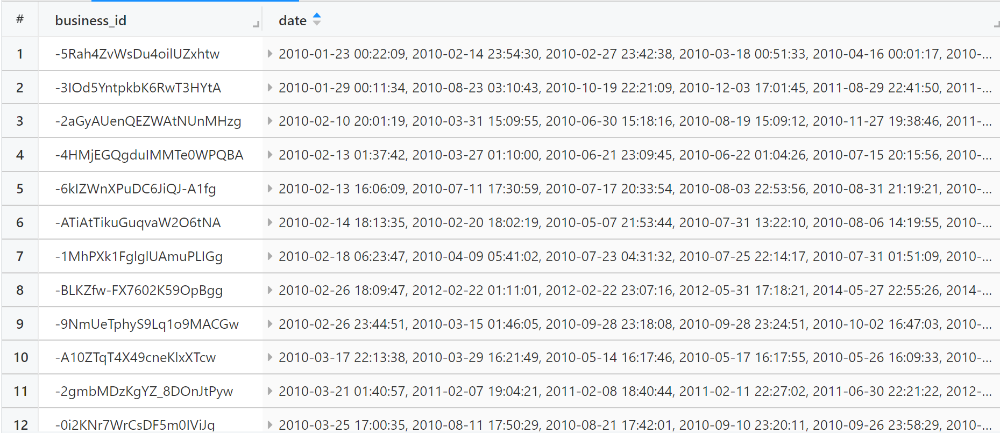 # business_id date
1 -5Rah4ZvWsDu4oilUZxhtw 2010-01-23 00:22:09, 2010-02-14 23:54:30, 2010-02-27 23:42:38, 2010-03-18 00:51:33, 2010-04-16 00:01:17, 2010-...
2 -3IOd5YntpkbK6RwT3HYtA 2010-01-29 00:11:34, 2010-08-23 03:10:43, 2010-10-19 22:21:09, 2010-12-03 17:01:45, 2011-08-29 22:41:50, 2011-...
3 -2aGyAUenQEZWAtNUnMHzg 2010-02-10 20:01:19, 2010-03-31 15:09:55, 2010-06-30 15:18:16, 2010-08-19 15:09:12, 2010-11-27 19:38:46, 2011-...
4 -4HMjEGQgduIMMTe0WPQBA 2010-02-13 01:37:42, 2010-03-27 01:10:00, 2010-06-21 23:09:45, 2010-06-22 01:04:26, 2010-07-15 20:15:56, 2010-...
5 -6kIZWnXPuDC6JiQJ-A1fg 2010-02-13 16:06:09, 2010-07-11 17:30:59, 2010-07-17 20:33:54, 2010-08-03 22:53:56, 2010-08-31 21:19:21, 2010-...
6 -ATiAtTikuGuqvaW2O6tNA 2010-02-14 18:13:35, 2010-02-20 18:02:19, 2010-05-07 21:53:44, 2010-07-31 13:22:10, 2010-08-06 14:19:55, 2010-...
7 -1MhPXk1FglglUAmuPLIGg 2010-02-18 06:23:47, 2010-04-09 05:41:02, 2010-07-23 04:31:32, 2010-07-25 22:14:17, 2010-07-31 01:51:09, 2010-...
8 -BLKZfw-FX7602K59OpBgg 2010-02-26 18:09:47, 2012-02-22 01:11:01, 2012-02-22 23:07:16, 2012-05-31 17:18:21, 2014-05-27 22:55:26, 2014-...
9 -9NmUeTphyS9Lq1o9MACGw 2010-02-26 23:44:51, 2010-03-15 01:46:05, 2010-09-28 23:18:08, 2010-09-28 23:24:51, 2010-10-02 16:47:03, 2010-...
10 -A10ZTqT4X49cneKlxXTcw 2010-03-17 22:13:38, 2010-03-29 16:21:49, 2010-05-14 16:17:46, 2010-05-17 16:17:55, 2010-05-26 16:09:33, 2010-...
11 -2gmbMDzKgYZ_8DOnJtPyw 2010-03-21 01:40:57, 2011-02-07 19:04:21, 2011-02-08 18:40:44, 2011-02-11 22:27:02, 2011-06-30 22:21:22, 2012-...
12 -0i2KNr7WrCsDF5m0IViJg 2010-03-25 17:00:35, 2010-08-11 17:50:29, 2010-08-21 17:42:01, 2010-09-10 23:20:11, 2010-09-26 23:58:29, 2010-...